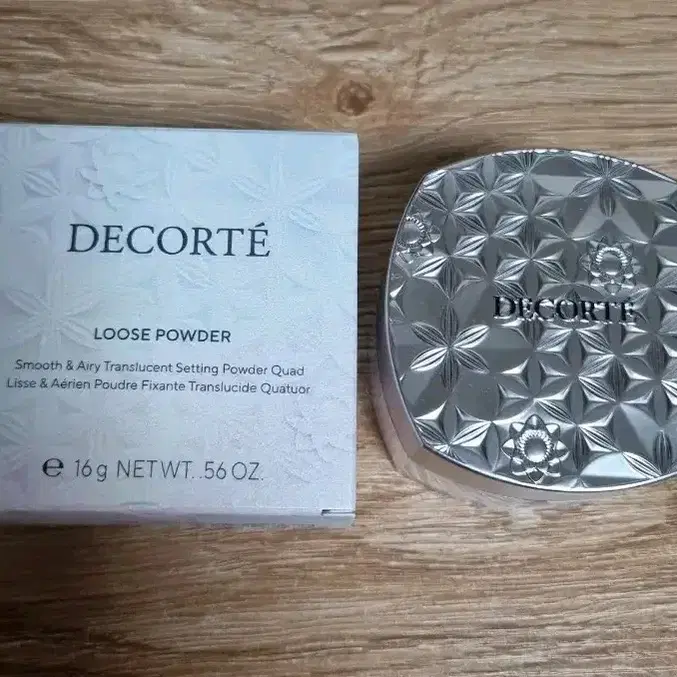 DECORTÉ
LOOSE POWDER
Smooth & Airy Translucent Setting Powder Quad
Lisse & Aérien Poudre Fixante Translucide Quatuor
℮ 16 g NET WT. .56 OZ.
DECORTÉ